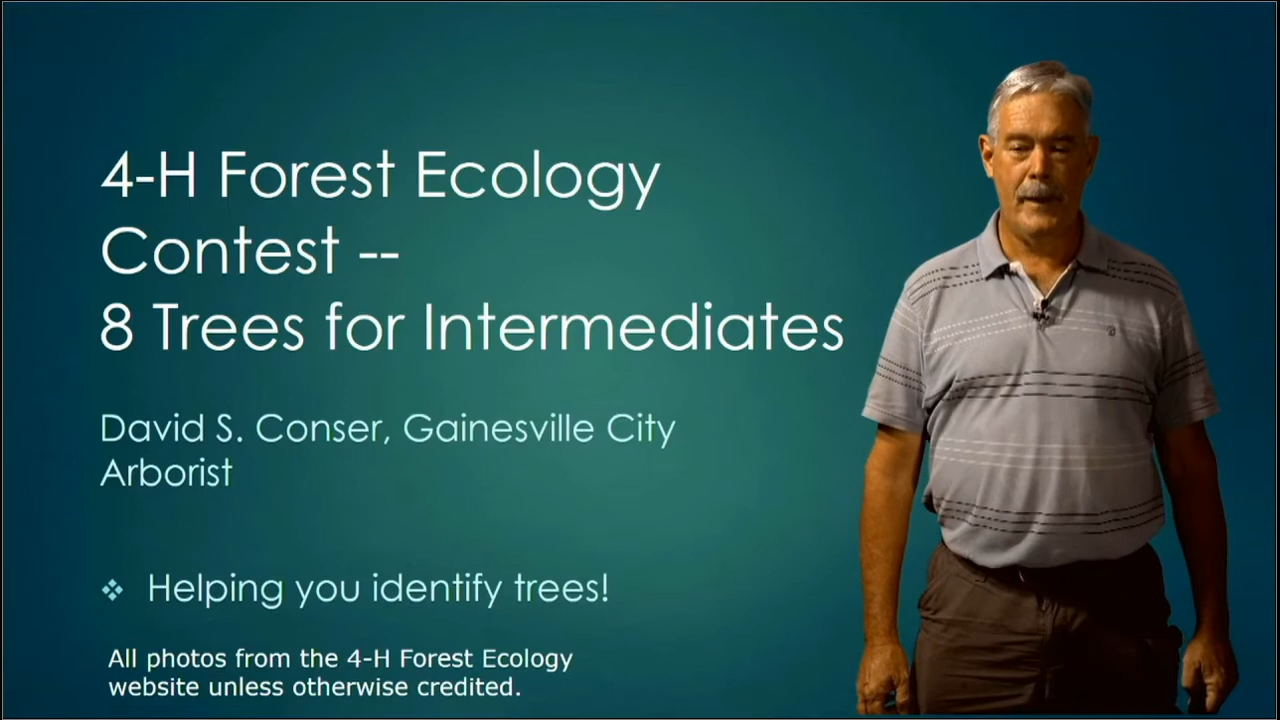 4-H Forest Ecology
Contest --
8 Trees for Intermediates
David S. Conser, Gainesville City
Arborist
❖ Helping you identify trees!
All photos from the 4-H Forest Ecology
website unless otherwise credited.